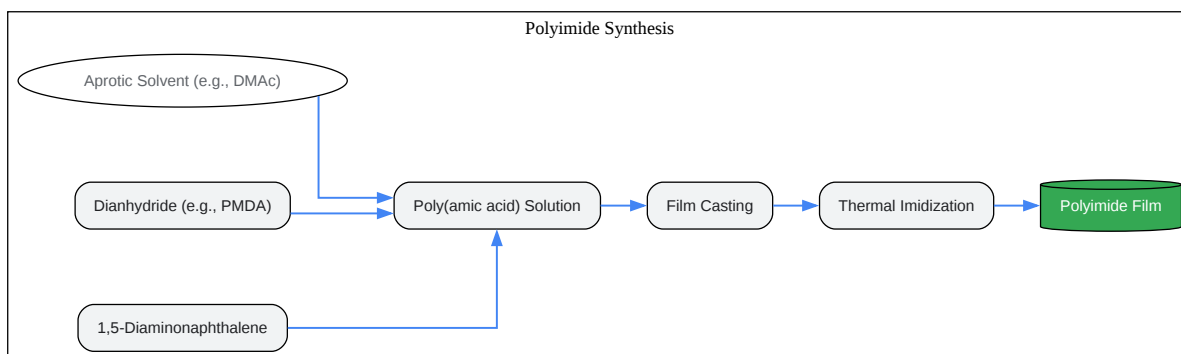 Polyimide Synthesis
Aprotic Solvent (e.g., DMAc)
Dianhydride (e.g., PMDA)
Poly(amic acid) Solution
Film Casting
Thermal Imidization
Polyimide Film
1,5-Diaminonaphthalene